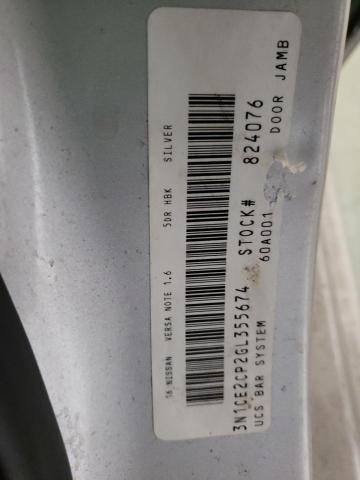 16 NISSAN VERSA NOTE 1.6 5DR HBK SILVER
3N1CE2CP2GL355674 STOCK# 824076
UCS BAR SYSTEM 60A001 DOOR JAMB